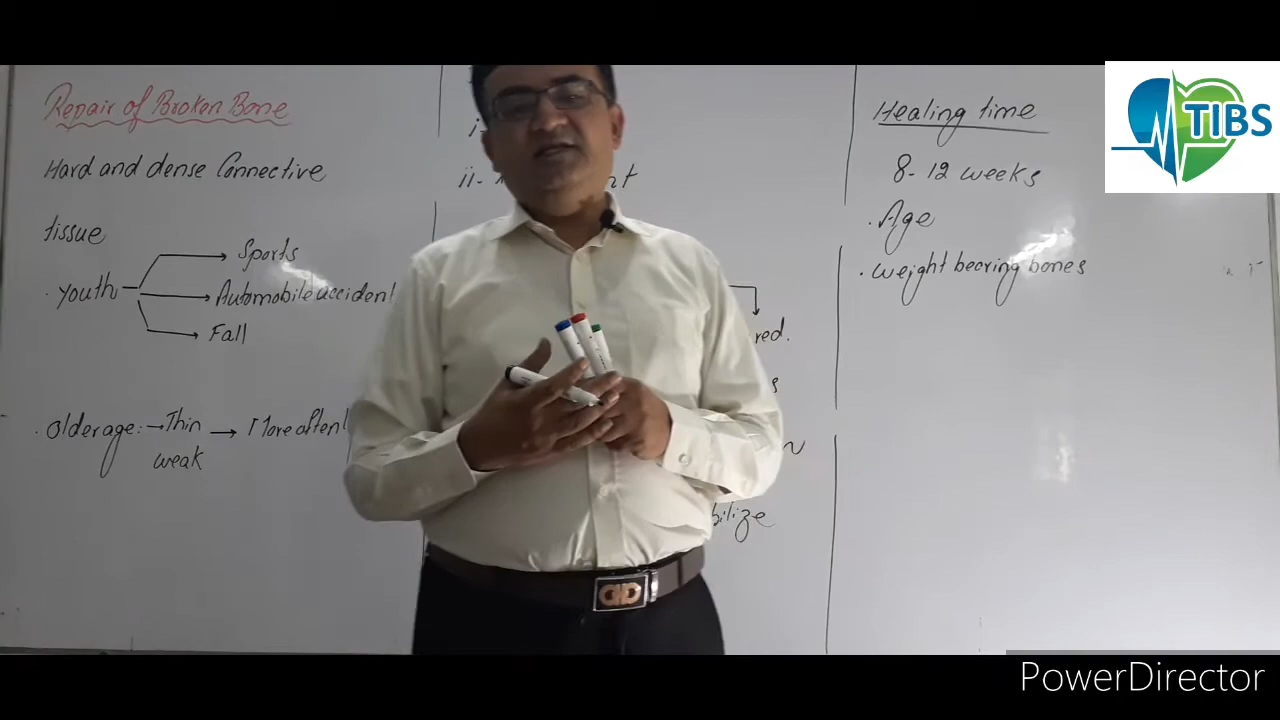 Repair of Broken Bone
Hard and dense Connective
tissue
. youth
Sports
Automobile accident
Fall
. older age: → Thin → More often
weak
ii-
t
red.
s
n
bilize
Healing time
8-12 weeks
. Age
. weight bearing bones
TIBS
PowerDirector